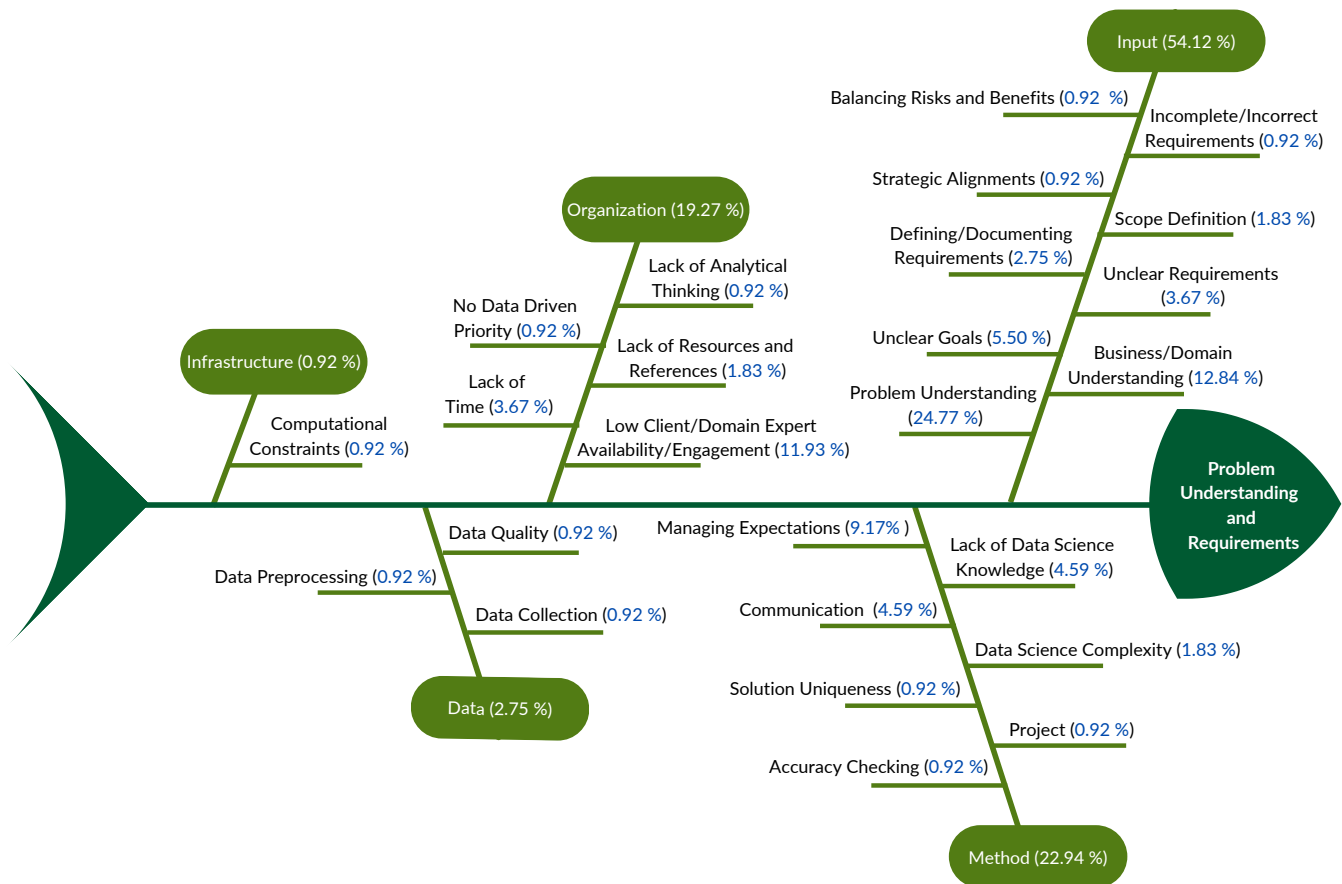 Input (54.12 %)
Balancing Risks and Benefits (0.92  %)
Incomplete/Incorrect
Requirements (0.92 %)
Strategic Alignments (0.92 %)
Scope Definition (1.83 %)
Defining/Documenting
Requirements (2.75 %)
Unclear Requirements
(3.67 %)
Unclear Goals (5.50 %)
Business/Domain
Understanding (12.84 %)
Problem Understanding
(24.77 %)
Organization (19.27 %)
Lack of Analytical
Thinking (0.92 %)
No Data Driven
Priority (0.92 %)
Lack of Resources and
References (1.83 %)
Lack of
Time (3.67 %)
Low Client/Domain Expert
Availability/Engagement (11.93 %)
Infrastructure (0.92 %)
Computational
Constraints (0.92 %)
Problem
Understanding
and
Requirements
Data Quality (0.92 %)
Data Preprocessing (0.92 %)
Data Collection (0.92 %)
Data (2.75 %)
Managing Expectations (9.17% )
Lack of Data Science
Knowledge (4.59 %)
Communication  (4.59 %)
Data Science Complexity (1.83 %)
Solution Uniqueness (0.92 %)
Project (0.92 %)
Accuracy Checking (0.92 %)
Method (22.94 %)